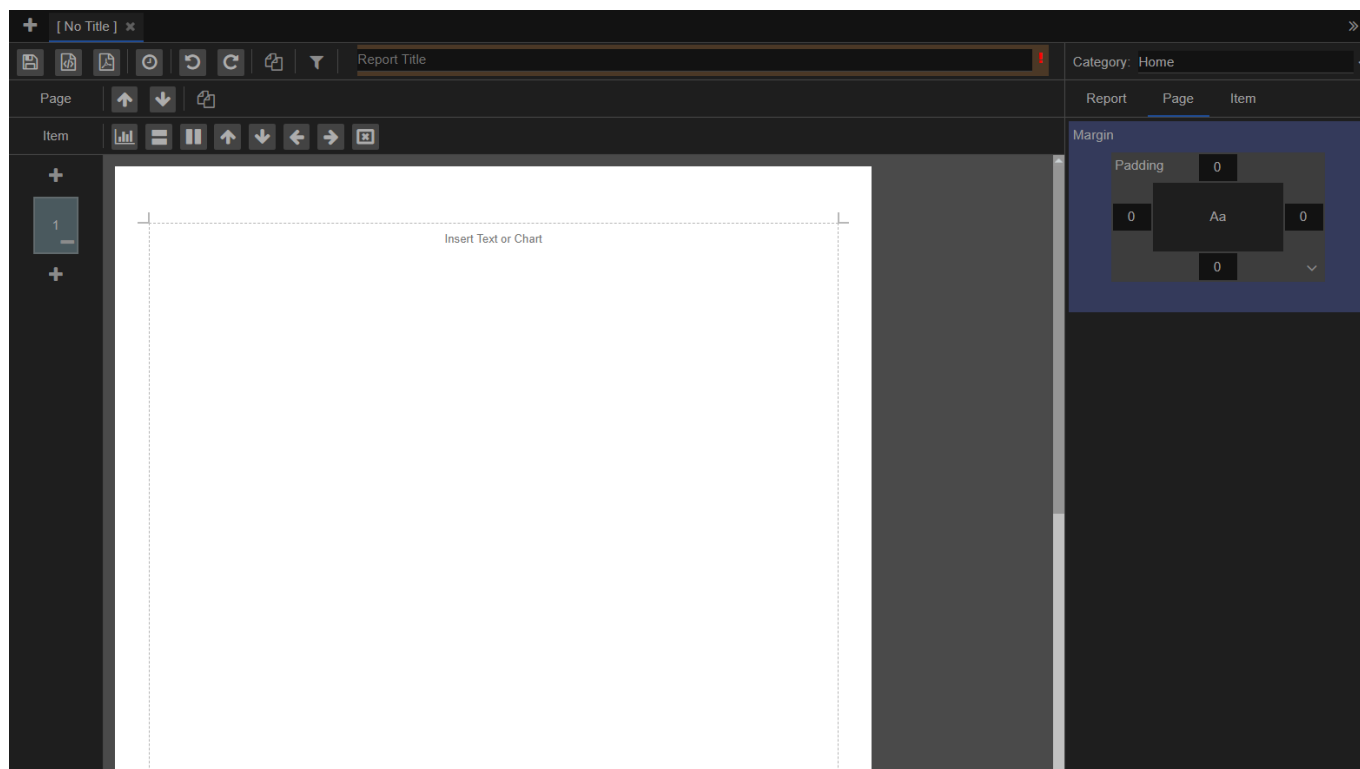 [ No Title ]
Report Title
Category: Home
Page
Report Page Item
Item
Margin
Padding 0
1
0 Aa 0
Insert Text or Chart
0